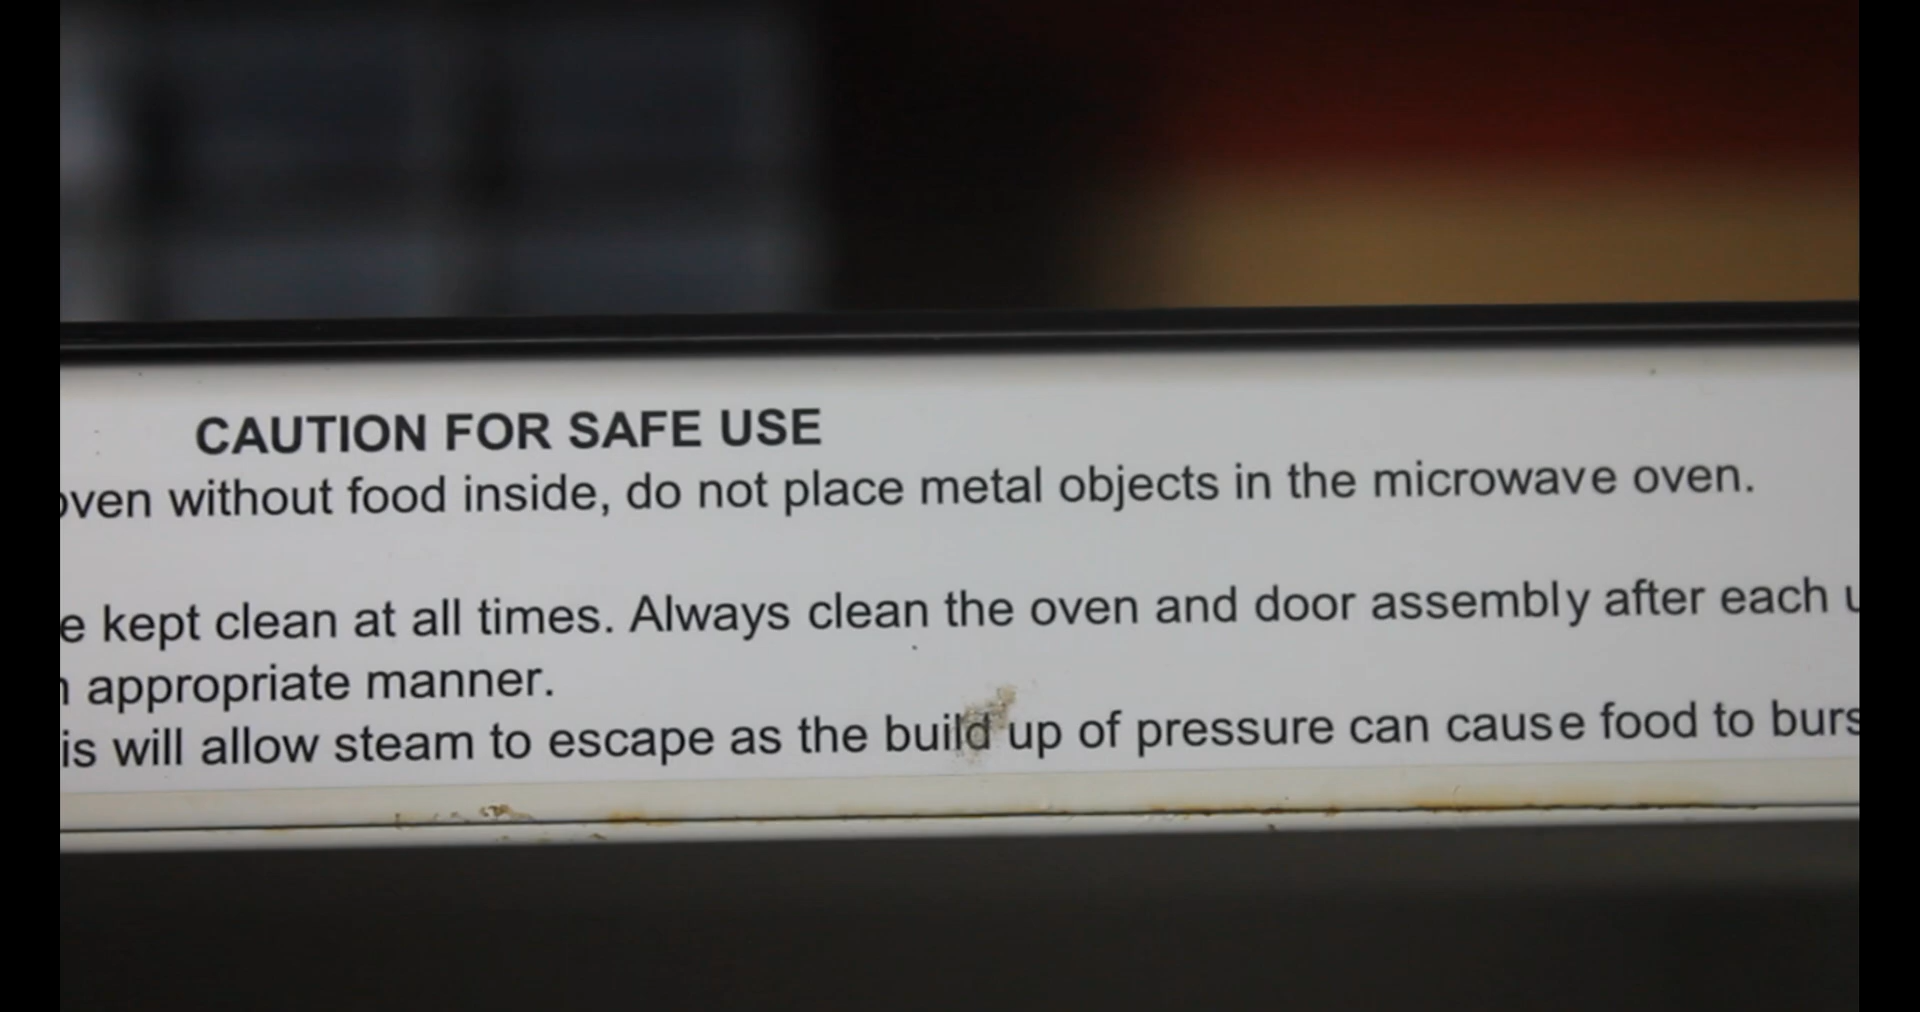 CAUTION FOR SAFE USE
oven without food inside, do not place metal objects in the microwave oven.
e kept clean at all times. Always clean the oven and door assembly after each u
appropriate manner.
is will allow steam to escape as the build up of pressure can cause food to burs